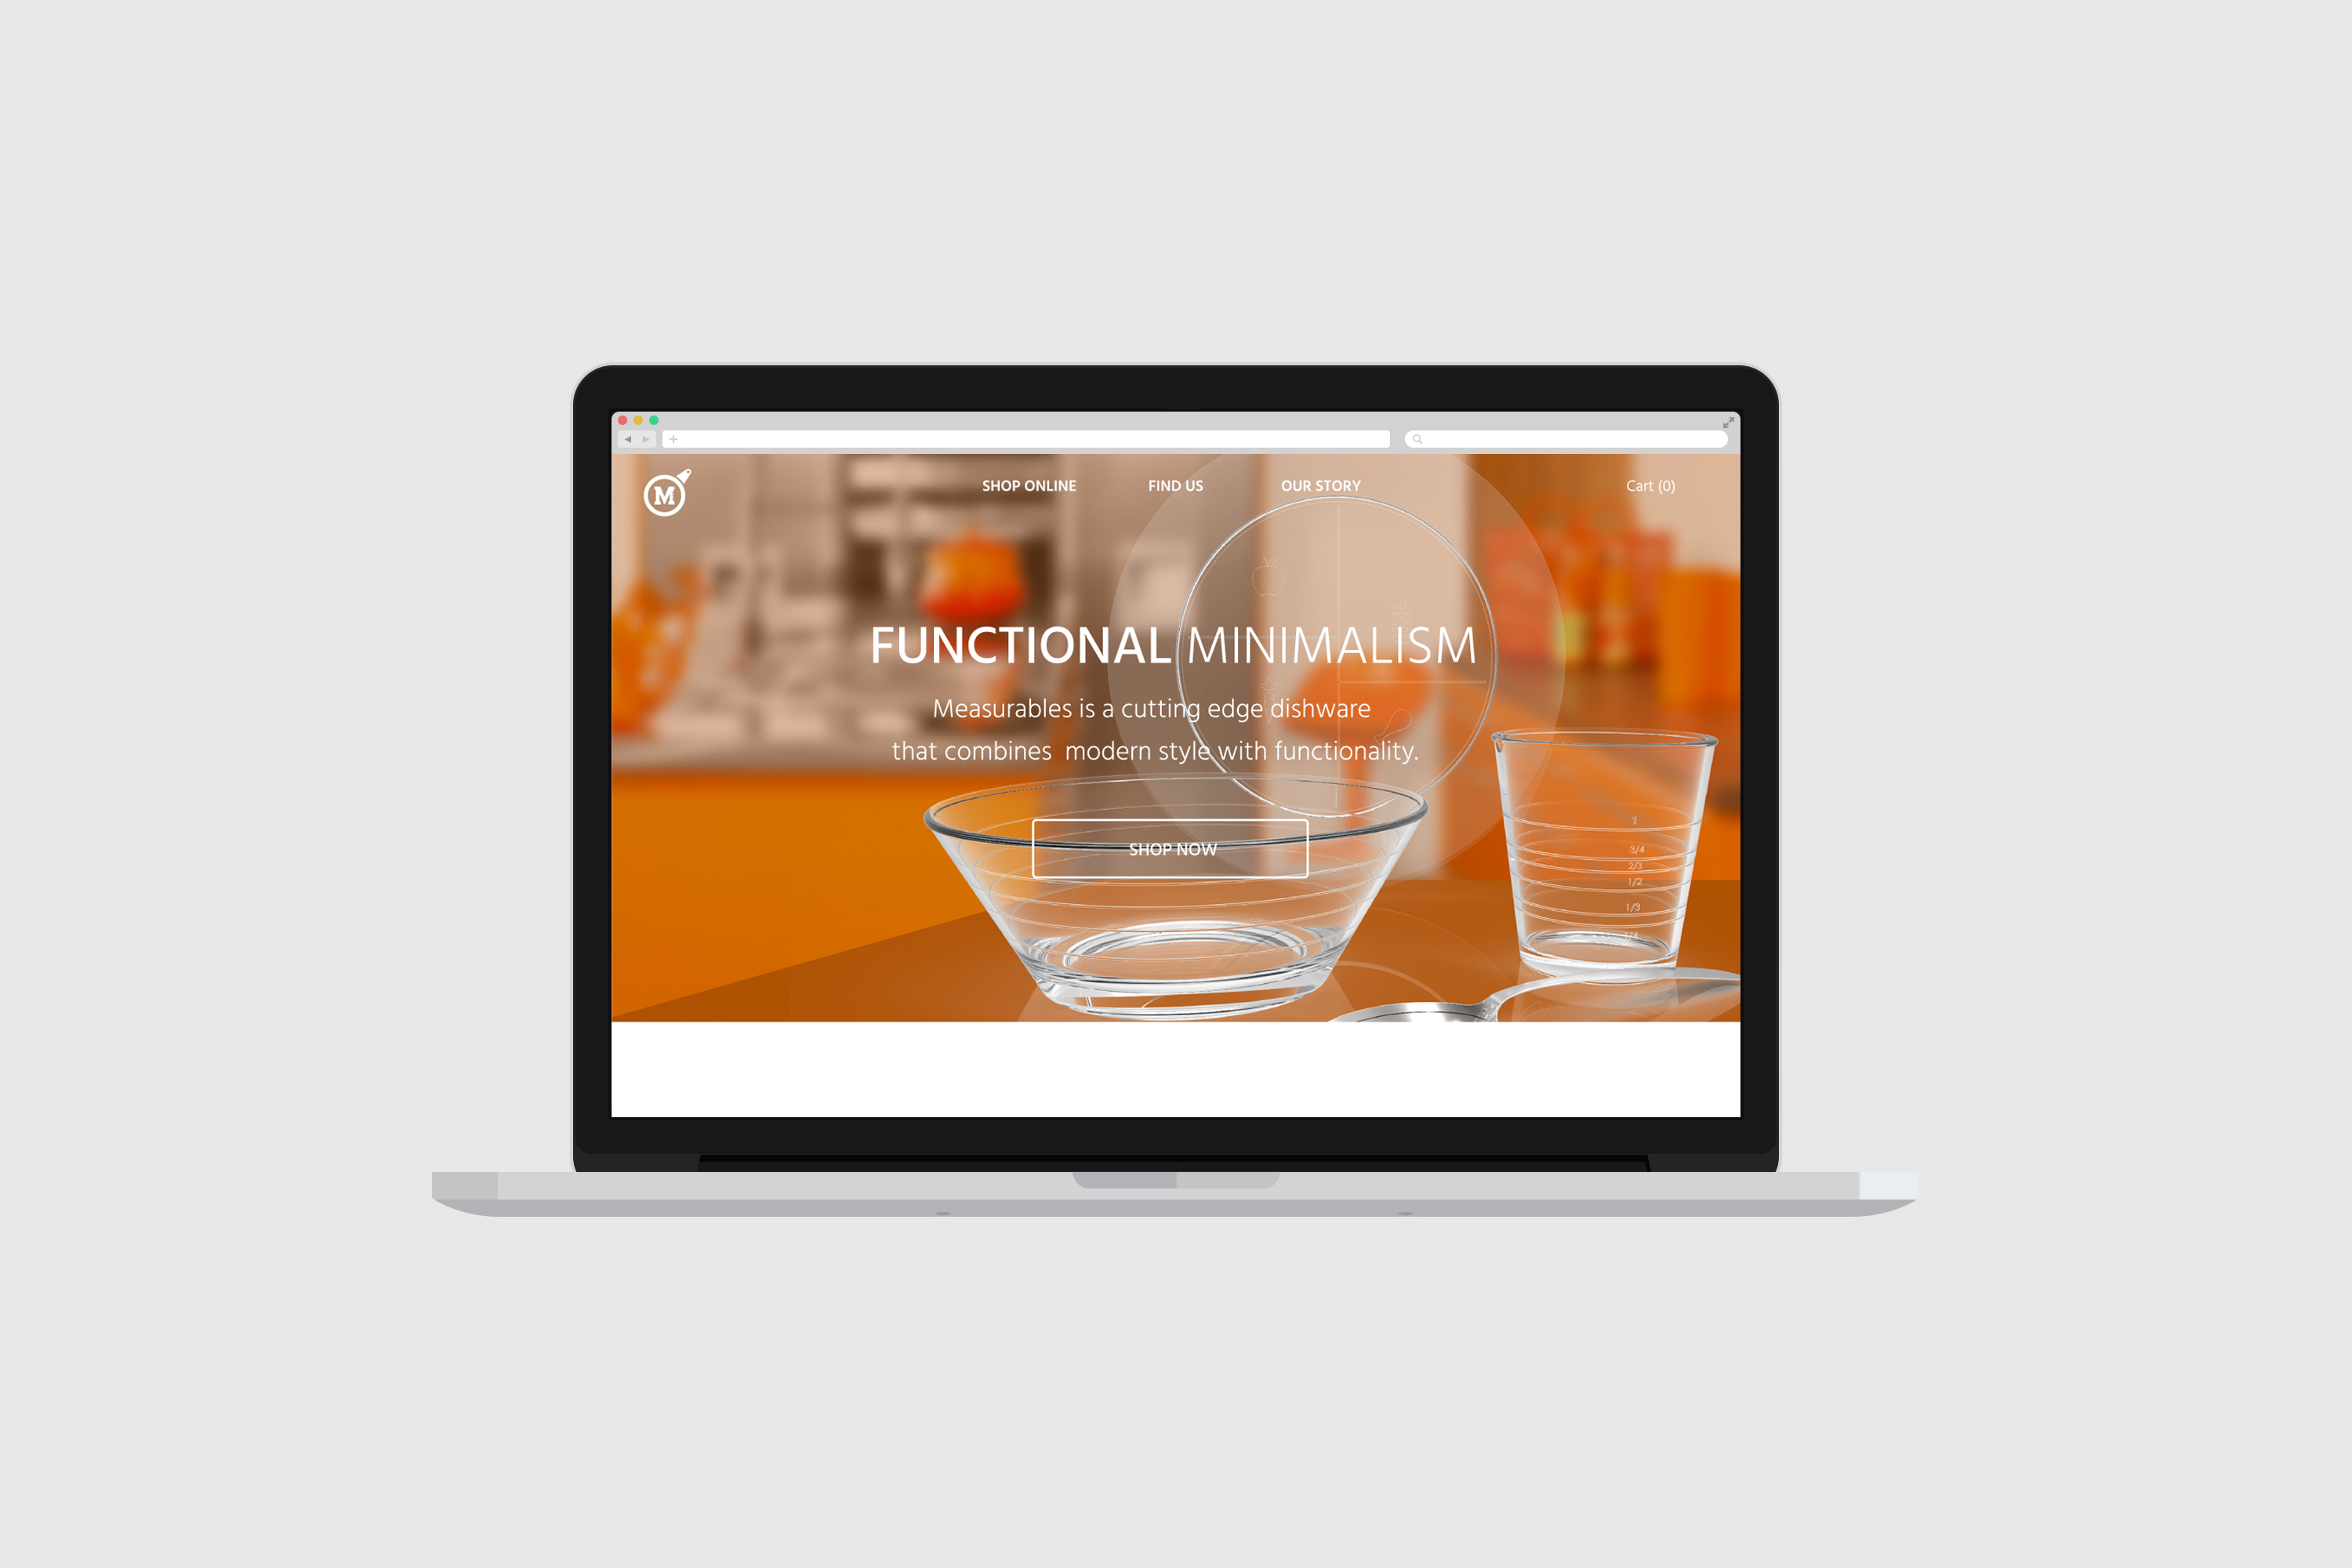 M
SHOP ONLINE
FIND US
OUR STORY
Cart (0)
FUNCTIONAL MINIMALISM
Measurables is a cutting edge dishware
that combines  modern style with functionality.
SHOP NOW
1
3/4
2/3
1/2
1/3
1/4